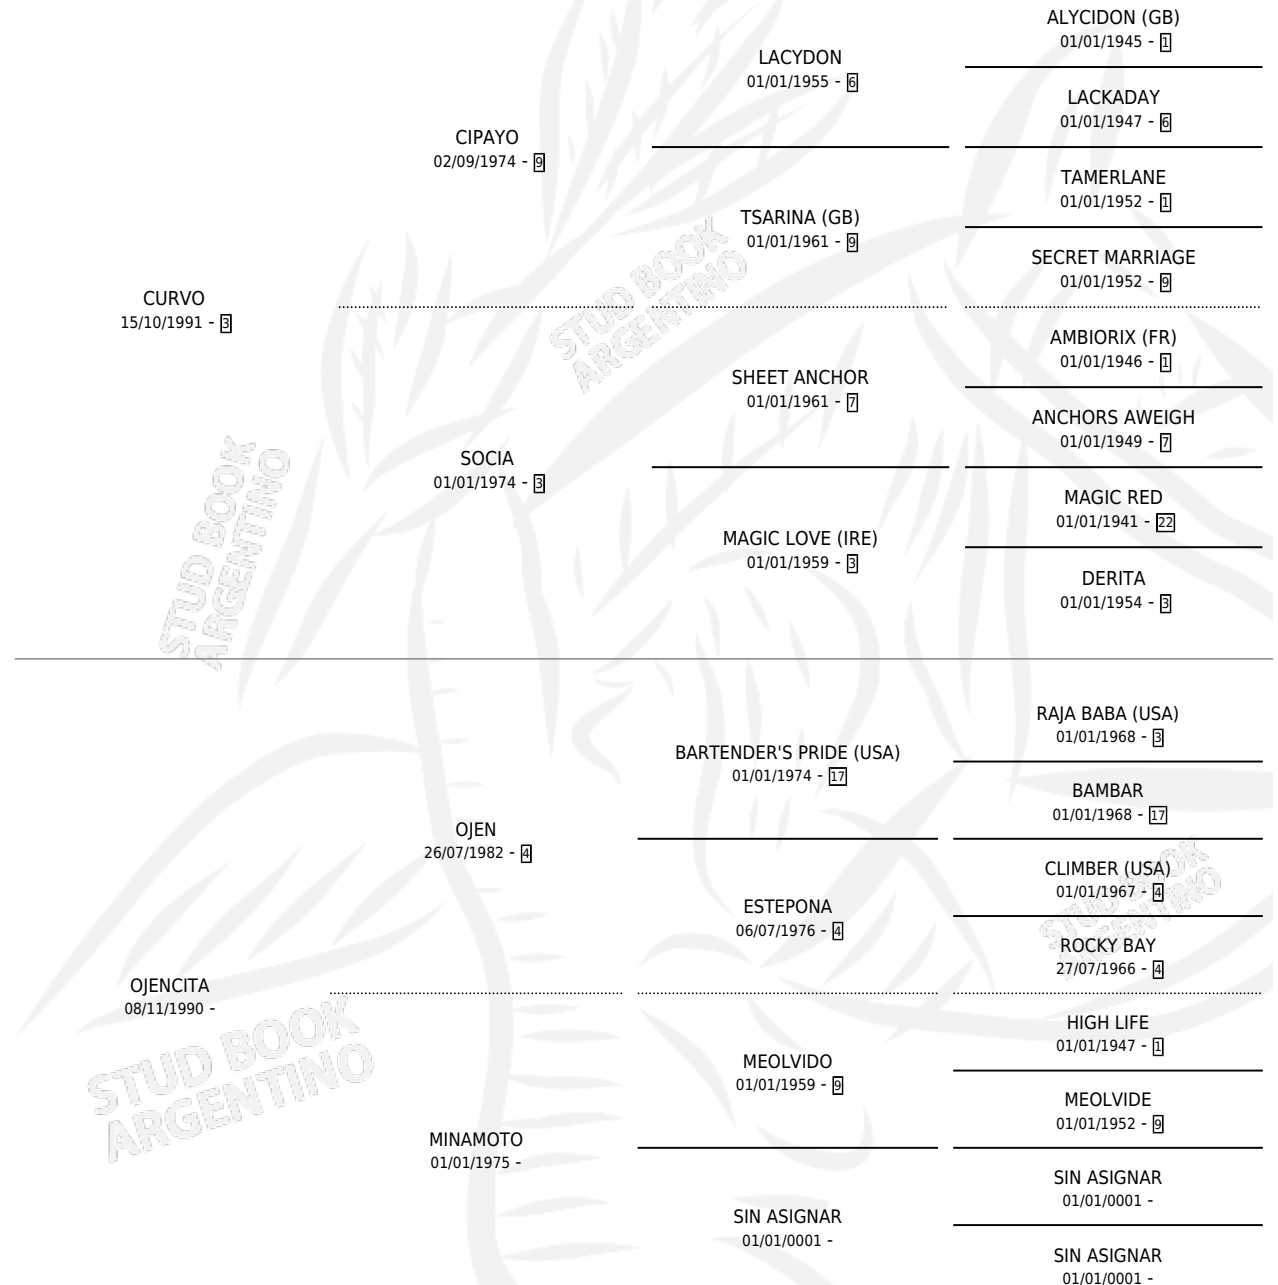 ALYCIDON (GB)
01/01/1945 - 1
LACYDON
01/01/1955 - 6
LACKADAY
01/01/1947 - 6
CIPAYO
02/09/1974 - 9
TAMERLANE
01/01/1952 - 1
TSARINA (GB)
01/01/1961 - 9
SECRET MARRIAGE
01/01/1952 - 9
CURVO
15/10/1991 - 3
AMBIORIX (FR)
01/01/1946 - 1
SHEET ANCHOR
01/01/1961 - 7
ANCHORS AWEIGH
01/01/1949 - 7
SOCIA
01/01/1974 - 3
MAGIC RED
01/01/1941 - 22
MAGIC LOVE (IRE)
01/01/1959 - 3
DERITA
01/01/1954 - 3
RAJA BABA (USA)
01/01/1968 - 3
BARTENDER'S PRIDE (USA)
01/01/1974 - 17
BAMBAR
01/01/1968 - 17
OJEN
26/07/1982 - 4
CLIMBER (USA)
01/01/1967 - 4
ESTEPONA
06/07/1976 - 4
ROCKY BAY
27/07/1966 - 4
OJENCITA
08/11/1990 -
HIGH LIFE
01/01/1947 - 1
MEOLVIDO
01/01/1959 - 9
MEOLVIDE
01/01/1952 - 9
MINAMOTO
01/01/1975 -
SIN ASIGNAR
01/01/0001 -
SIN ASIGNAR
01/01/0001 -
SIN ASIGNAR
01/01/0001 -
STUD BOOK
ARGENTINO
STUD BOOK
ARGENTINO
STUD BOOK
ARGENTINO
STUD BOOK
ARGENTINO